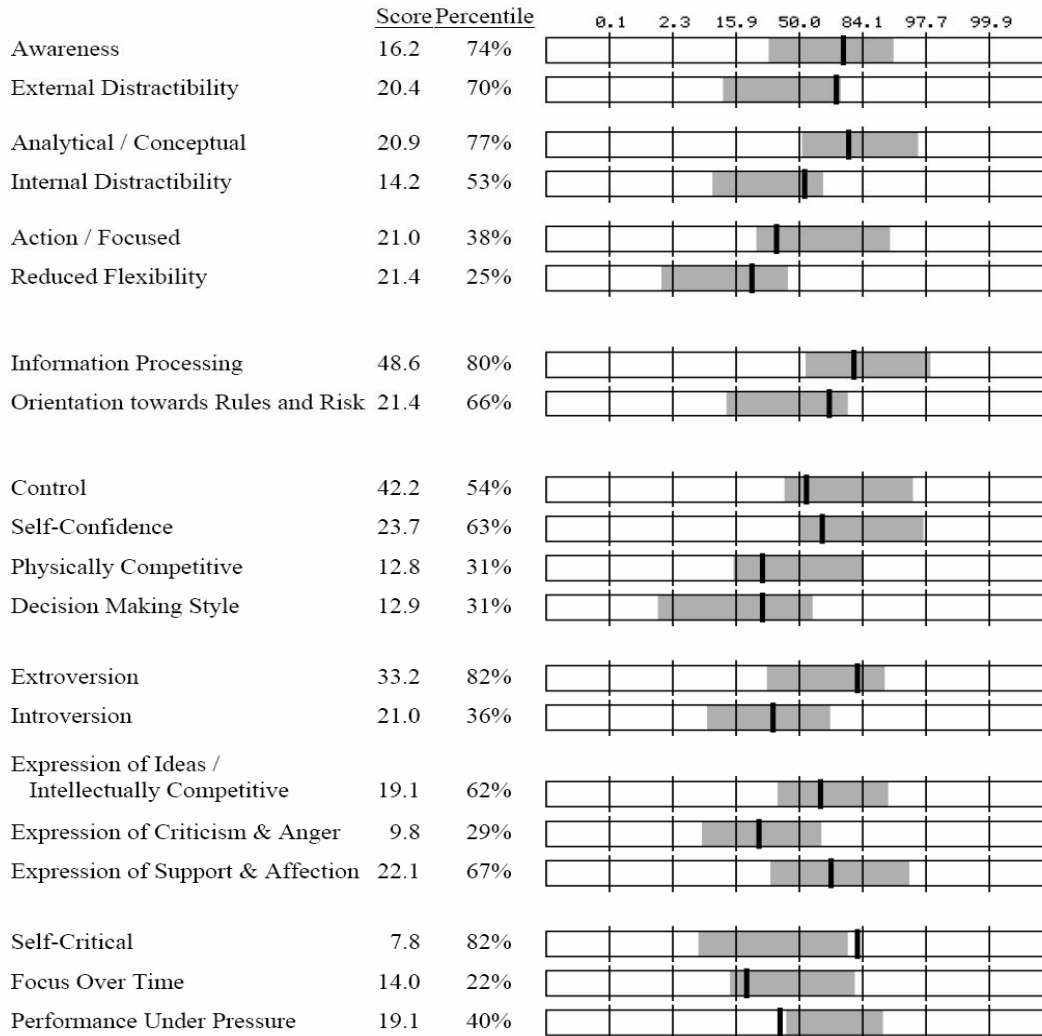 Score Percentile 0.1 2.3 15.9 50.0 84.1 97.7 99.9
Awareness 16.2 74%
External Distractibility 20.4 70%
Analytical / Conceptual 20.9 77%
Internal Distractibility 14.2 53%
Action / Focused 21.0 38%
Reduced Flexibility 21.4 25%
Information Processing 48.6 80%
Orientation towards Rules and Risk 21.4 66%
Control 42.2 54%
Self-Confidence 23.7 63%
Physically Competitive 12.8 31%
Decision Making Style 12.9 31%
Extroversion 33.2 82%
Introversion 21.0 36%
Expression of Ideas /
Intellectually Competitive 19.1 62%
Expression of Criticism & Anger 9.8 29%
Expression of Support & Affection 22.1 67%
Self-Critical 7.8 82%
Focus Over Time 14.0 22%
Performance Under Pressure 19.1 40%